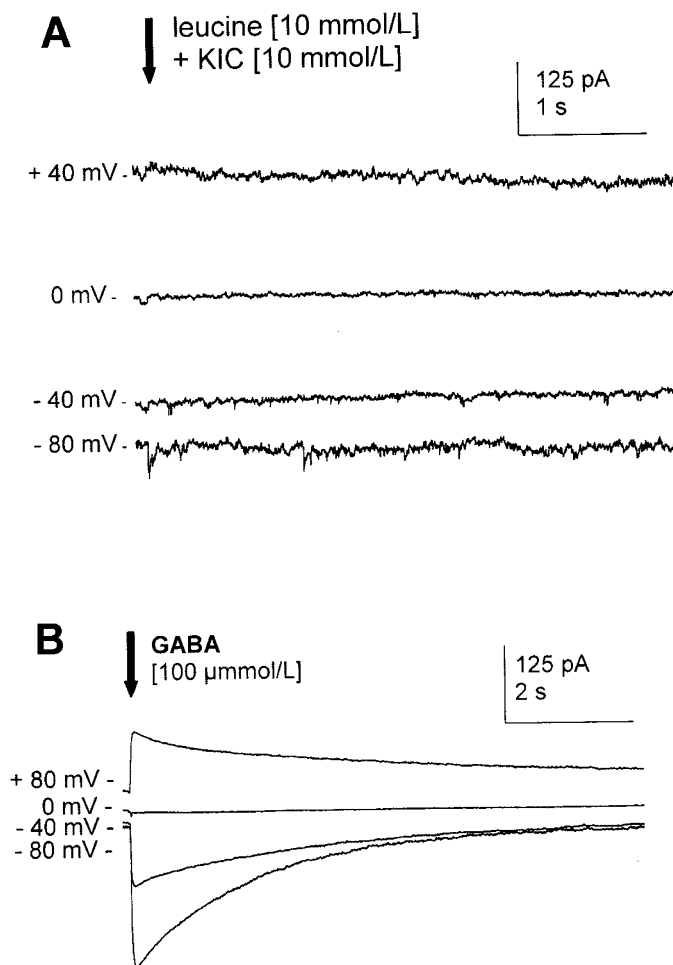 A
leucine [10 mmol/L]
+ KIC [10 mmol/L]
125 pA
1 s
+ 40 mV -
0 mV -
- 40 mV -
- 80 mV -
B
GABA
[100 µmmol/L]
125 pA
2 s
+ 80 mV -
0 mV -
- 40 mV -
- 80 mV -